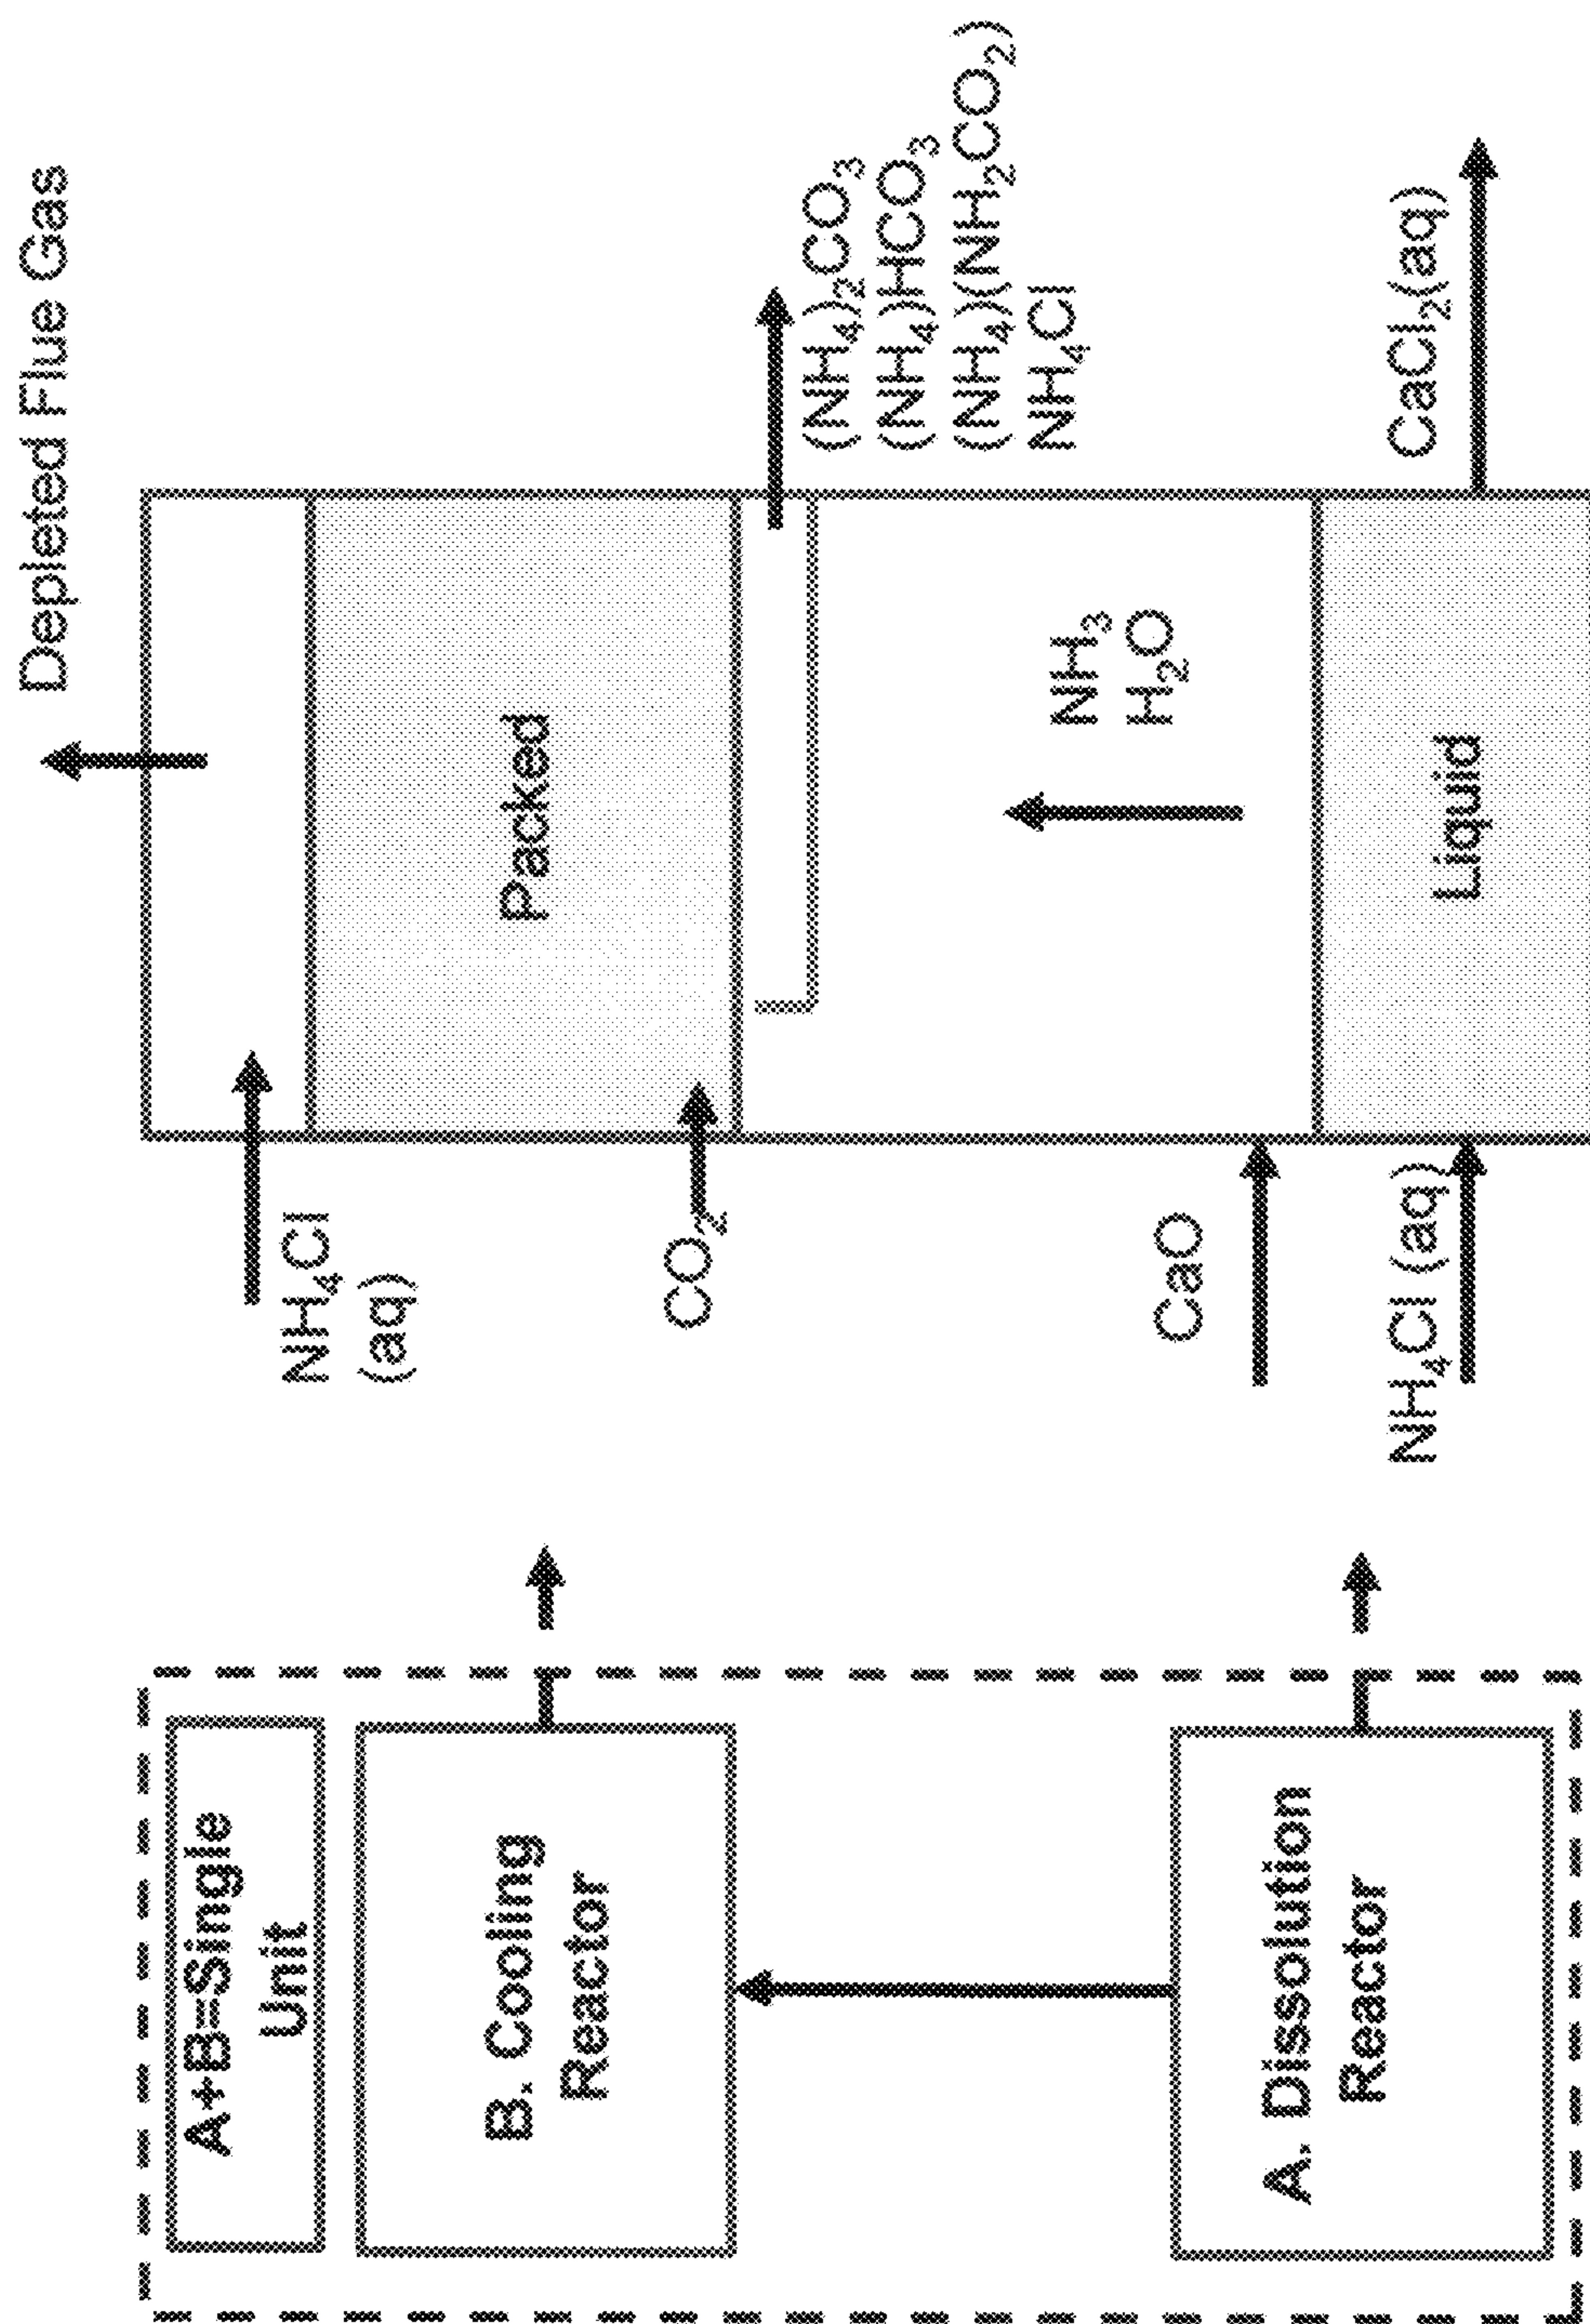 A+B=Single
Unit
B. Cooling
Reactor
A. Dissolution
Reactor
Depleted Flue Gas
NH₄Cl
(aq)
Packed
CO₂
(NH₄)₂CO₃
(NH₄)HCO₃
(NH₄)(NH₂CO₂)
NH₄Cl
NH₃
H₂O
CaO
NH₄Cl (aq)
Liquid
CaCl₂(aq)